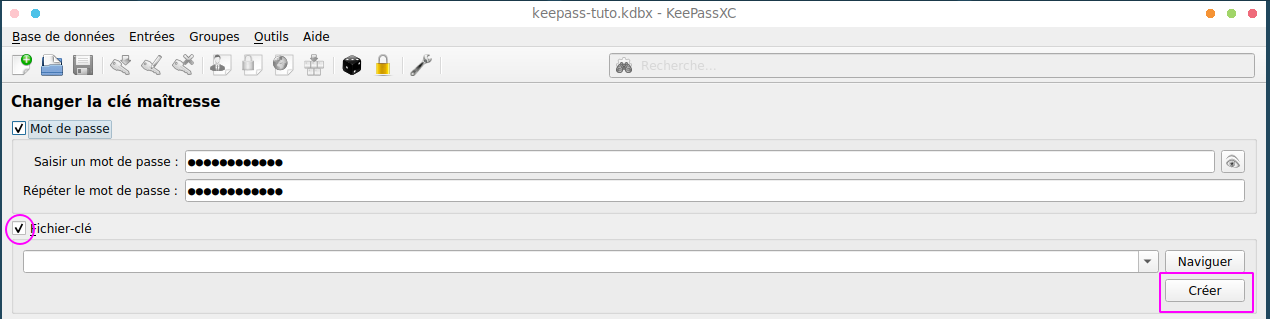 keepass-tuto.kdbx - KeePassXC
Base de données Entrées Groupes Outils Aide
Recherche...
Changer la clé maîtresse
Mot de passe
Saisir un mot de passe : ●●●●●●●●●●●●
Répéter le mot de passe : ●●●●●●●●●●●●
Fichier-clé
Naviguer
Créer